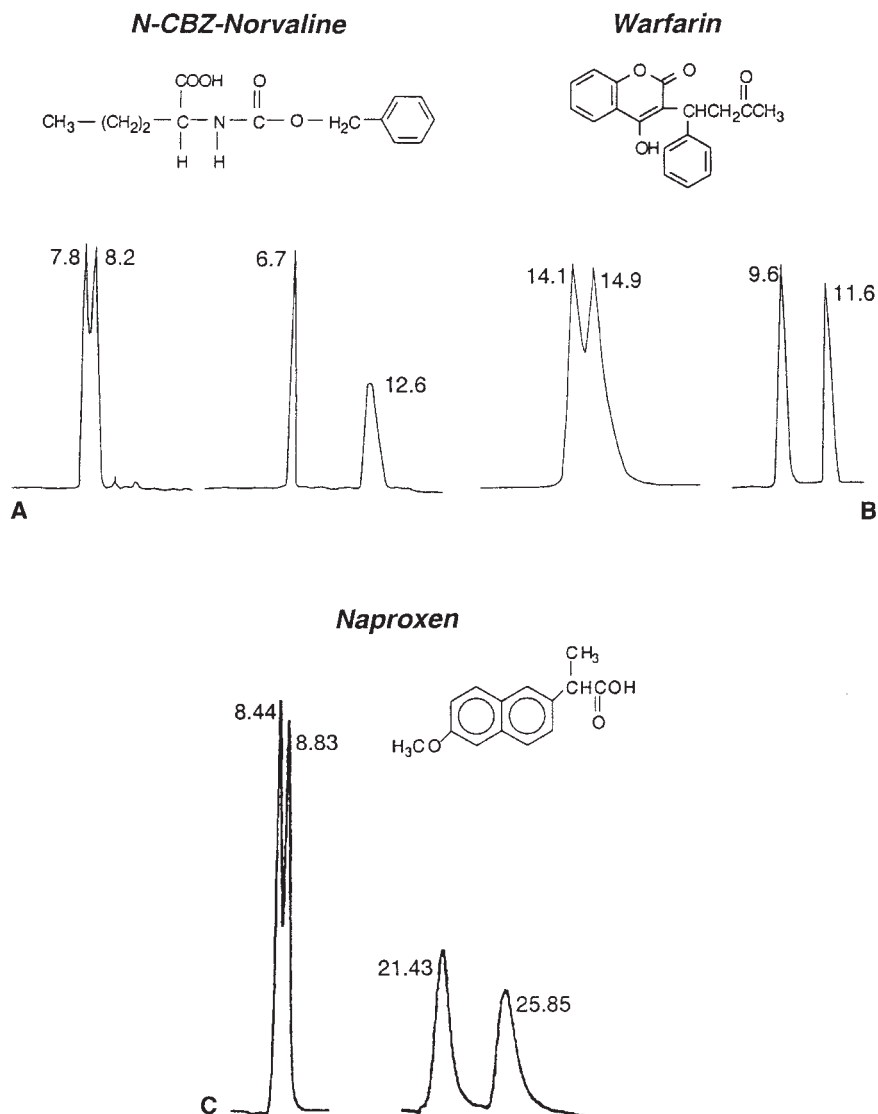 N-CBZ-Norvaline
Warfarin
COOH O
CH₃ — (CH₂)₂ — C — N — C — O — H₂C
H H
O O O
CHCH₂CCH₃
OH
7.8 8.2
6.7
12.6
14.1 14.9
9.6
11.6
A
B
Naproxen
CH₃
CHCOH
O
H₃CO
8.44
8.83
21.43
25.85
C